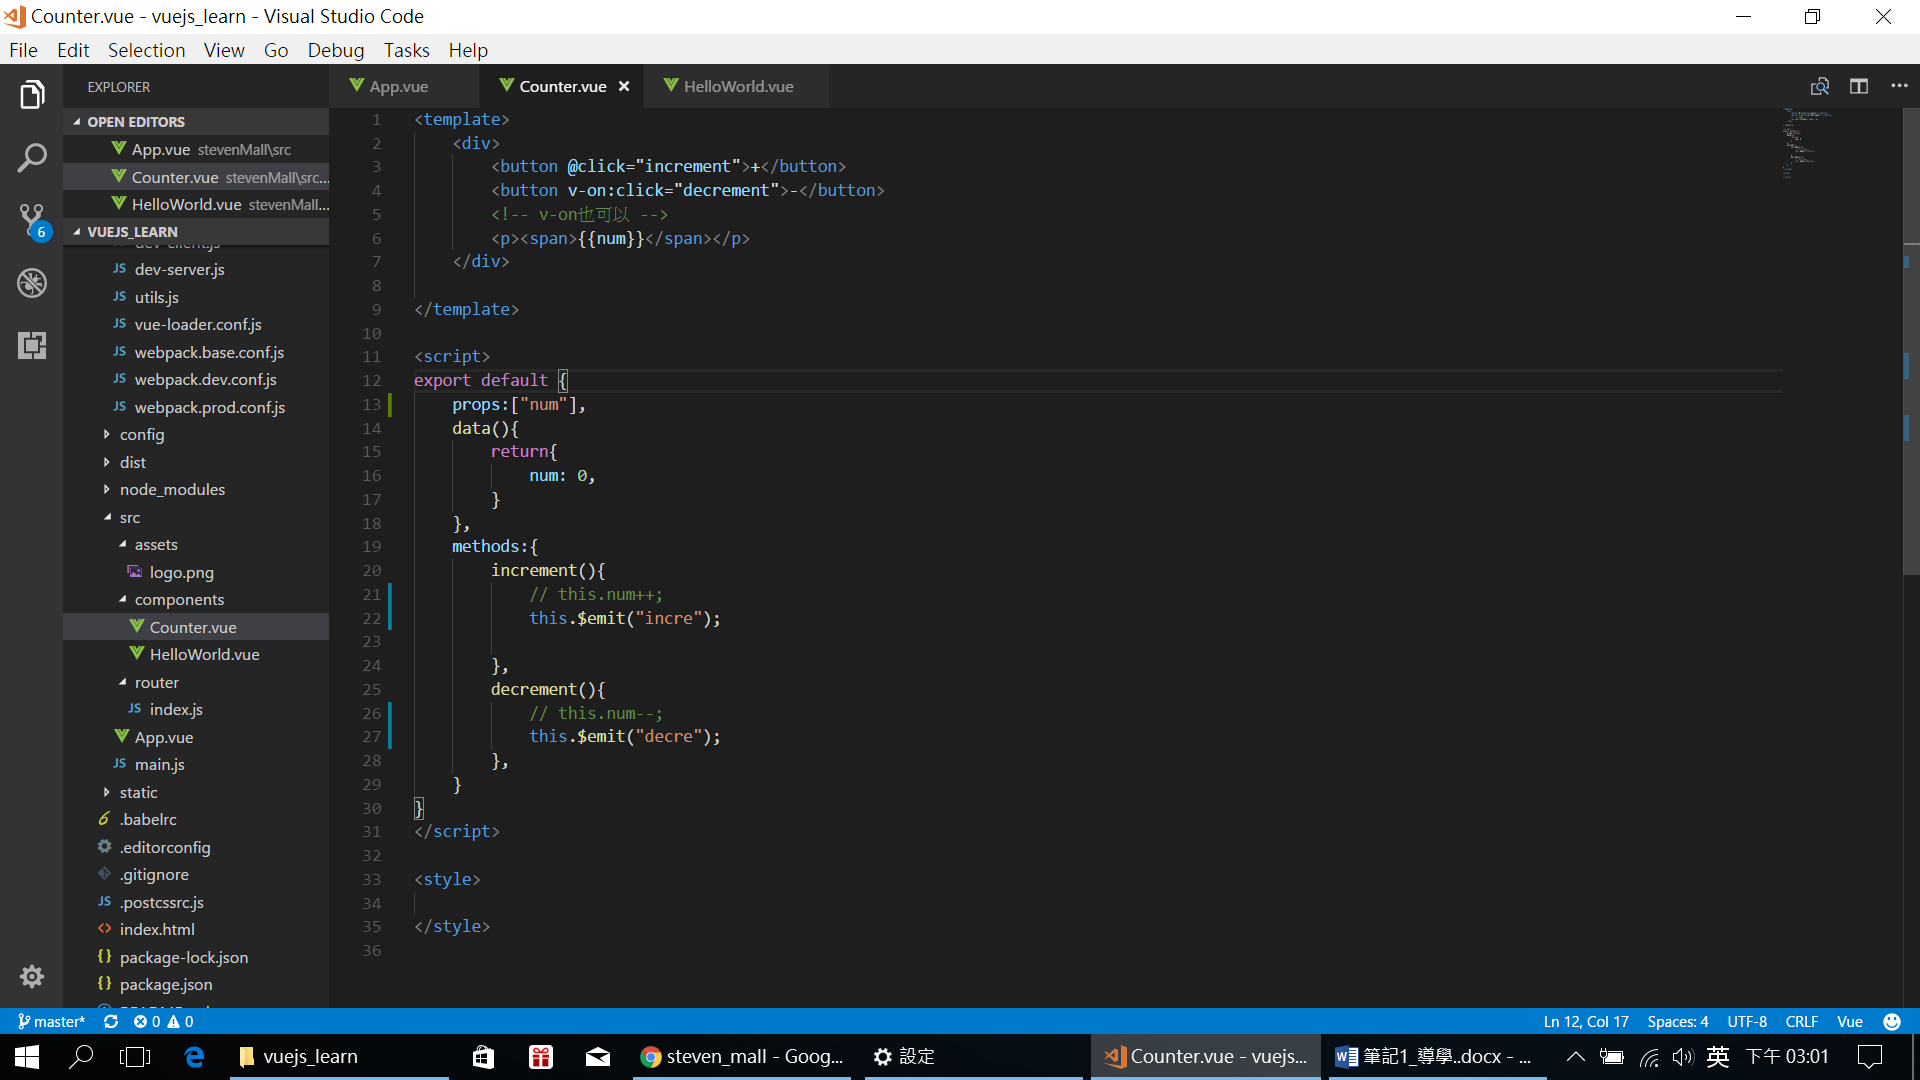 Counter.vue - vuejs_learn - Visual Studio Code
File Edit Selection View Go Debug Tasks Help
EXPLORER
OPEN EDITORS
App.vue stevenMall\src
Counter.vue stevenMall\src...
HelloWorld.vue stevenMall...
VUEJS_LEARN
dev-client.js
dev-server.js
utils.js
vue-loader.conf.js
webpack.base.conf.js
webpack.dev.conf.js
webpack.prod.conf.js
config
dist
node_modules
src
assets
logo.png
components
Counter.vue
HelloWorld.vue
router
index.js
App.vue
main.js
static
.babelrc
.editorconfig
.gitignore
.postcssrc.js
index.html
package-lock.json
package.json
6
App.vue Counter.vue HelloWorld.vue
1 <template>
2 <div>
3 <button @click="increment">+</button>
4 <button v-on:click="decrement">-</button>
5 <!-- v-on也可以 -->
6 <p><span>{{num}}</span></p>
7 </div>
8
9 </template>
10
11 <script>
12 export default {
13 props:["num"],
14 data(){
15 return{
16 num: 0,
17 }
18 },
19 methods:{
20 increment(){
21 // this.num++;
22 this.$emit("incre");
23
24 },
25 decrement(){
26 // this.num--;
27 this.$emit("decre");
28 },
29 }
30 }
31 </script>
32
33 <style>
34
35 </style>
36
master* 0 0 Ln 12, Col 17 Spaces: 4 UTF-8 CRLF Vue
vuejs_learn steven_mall - Goog... 設定 Counter.vue - vuejs... 筆記1_導學..docx - ... 英 下午 03:01